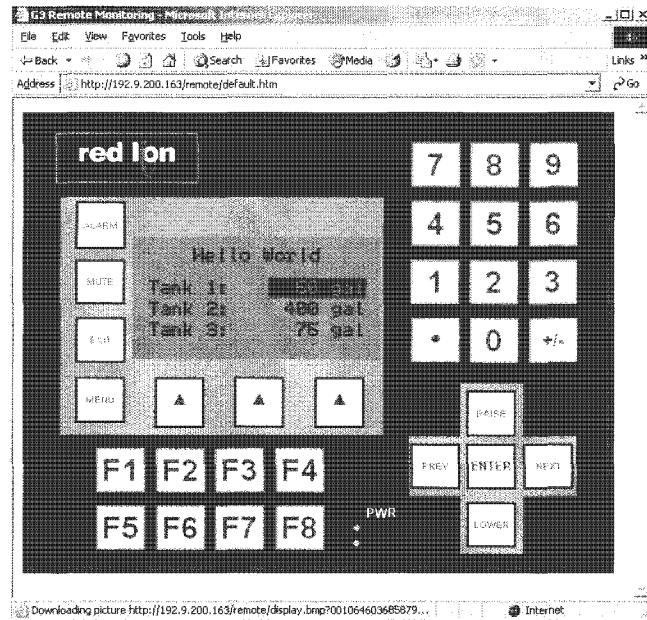 G3 Remote Monitoring - Microsoft Internet Explorer
File Edit View Favorites Tools Help
Back Search Favorites Media Links »
Address http://192.9.200.163/remote/default.htm Go
red lion
7 8 9
ALARM
4 5 6
Hello World
MUTE
Tank 1: gal
1 2 3
Tank 2: 400 gal
EXIT
Tank 3: 75 gal
• 0 +/-
MENU
RAISE
F1 F2 F3 F4
PREV ENTER NEXT
F5 F6 F7 F8
PWR
LOWER
Downloading picture http://192.9.200.163/remote/display.bmp?001064603685879... Internet